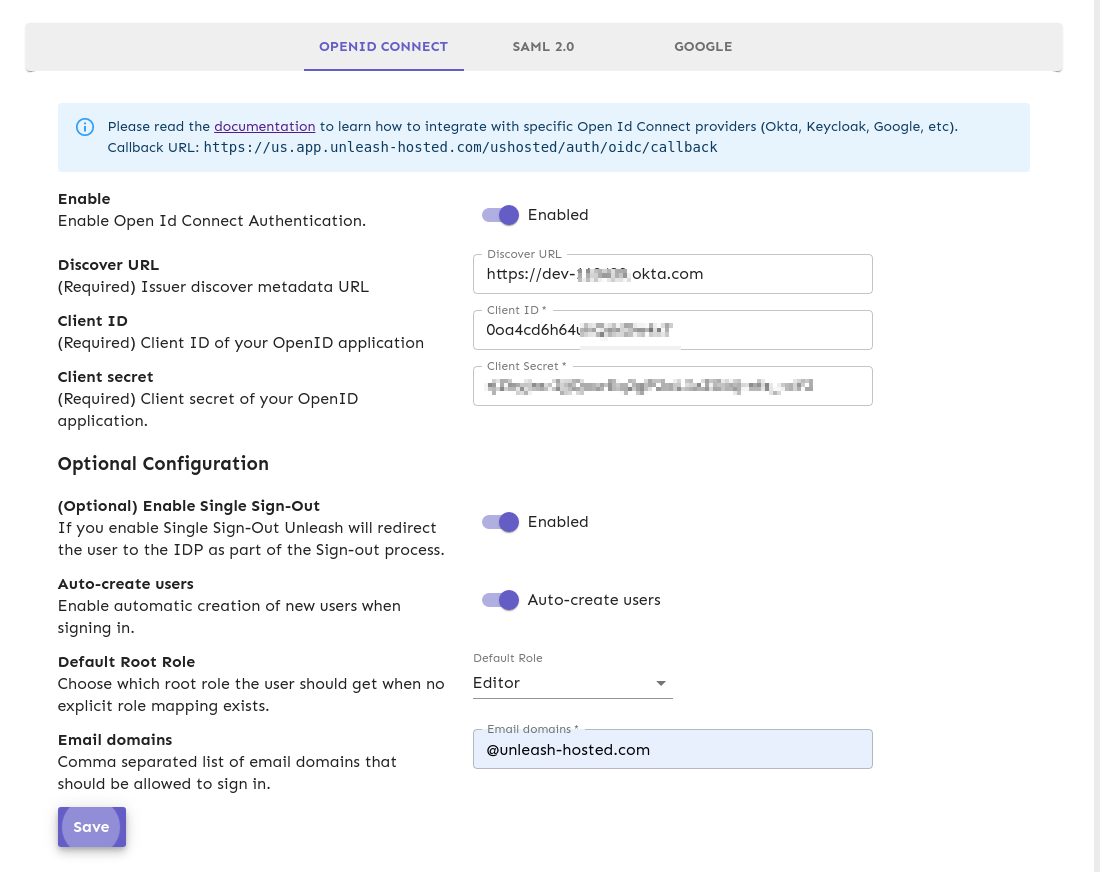 OPENID CONNECT SAML 2.0 GOOGLE
Please read the documentation to learn how to integrate with specific Open Id Connect providers (Okta, Keycloak, Google, etc).
Callback URL: https://us.app.unleash-hosted.com/ushosted/auth/oidc/callback
Enable
Enable Open Id Connect Authentication.
Enabled
Discover URL
(Required) Issuer discover metadata URL
Discover URL
https://dev- .okta.com
Client ID
(Required) Client ID of your OpenID application
Client ID *
0oa4cd6h64u
Client secret
(Required) Client secret of your OpenID
application.
Client Secret *
Optional Configuration
(Optional) Enable Single Sign-Out
If you enable Single Sign-Out Unleash will redirect
the user to the IDP as part of the Sign-out process.
Enabled
Auto-create users
Enable automatic creation of new users when
signing in.
Auto-create users
Default Root Role
Choose which root role the user should get when no
explicit role mapping exists.
Default Role
Editor
Email domains
Comma separated list of email domains that
should be allowed to sign in.
Email domains *
@unleash-hosted.com
Save